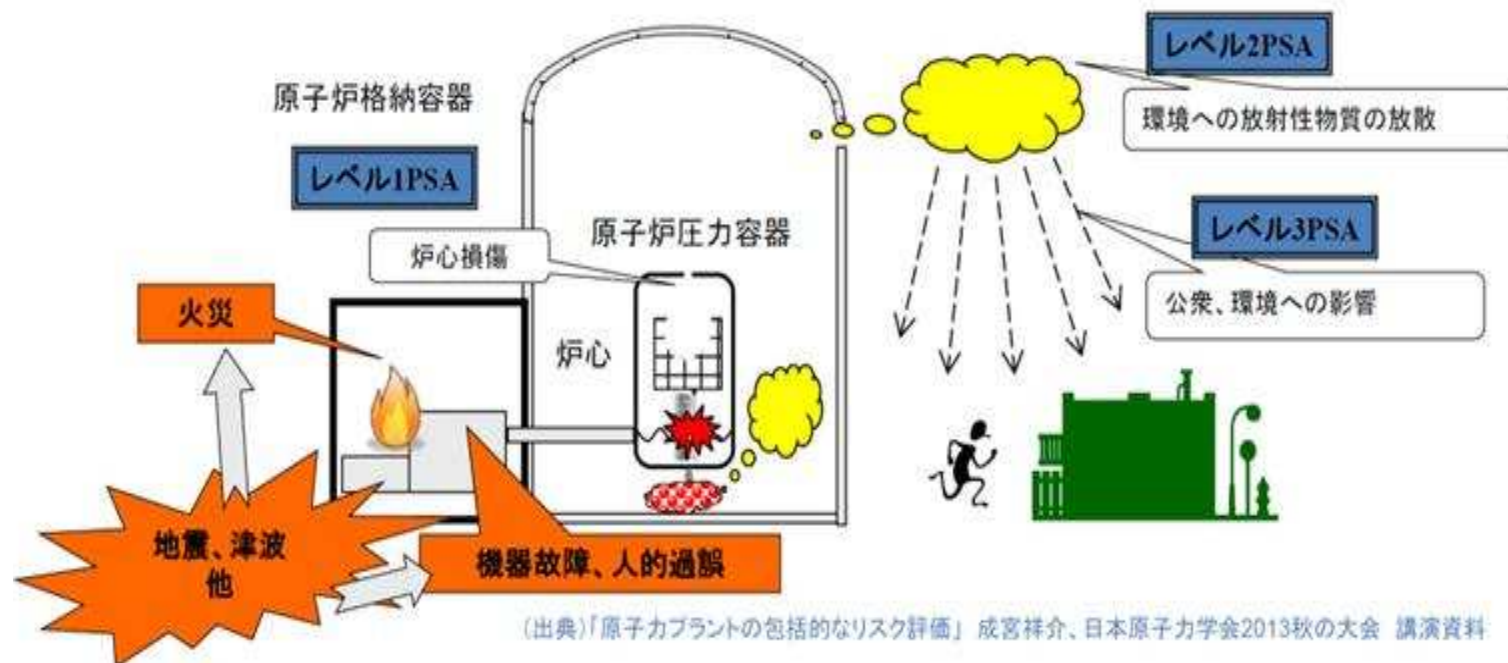 レベル2PSA
環境への放射性物質の放散
原子炉格納容器
レベル1PSA
レベル3PSA
原子炉圧力容器
炉心損傷
公衆、環境への影響
火災
炉心
地震、津波
他
機器故障、人的過誤
(出典)「原子力プラントの包括的なリスク評価」 成宮祥介、日本原子力学会2013秋の大会 講演資料